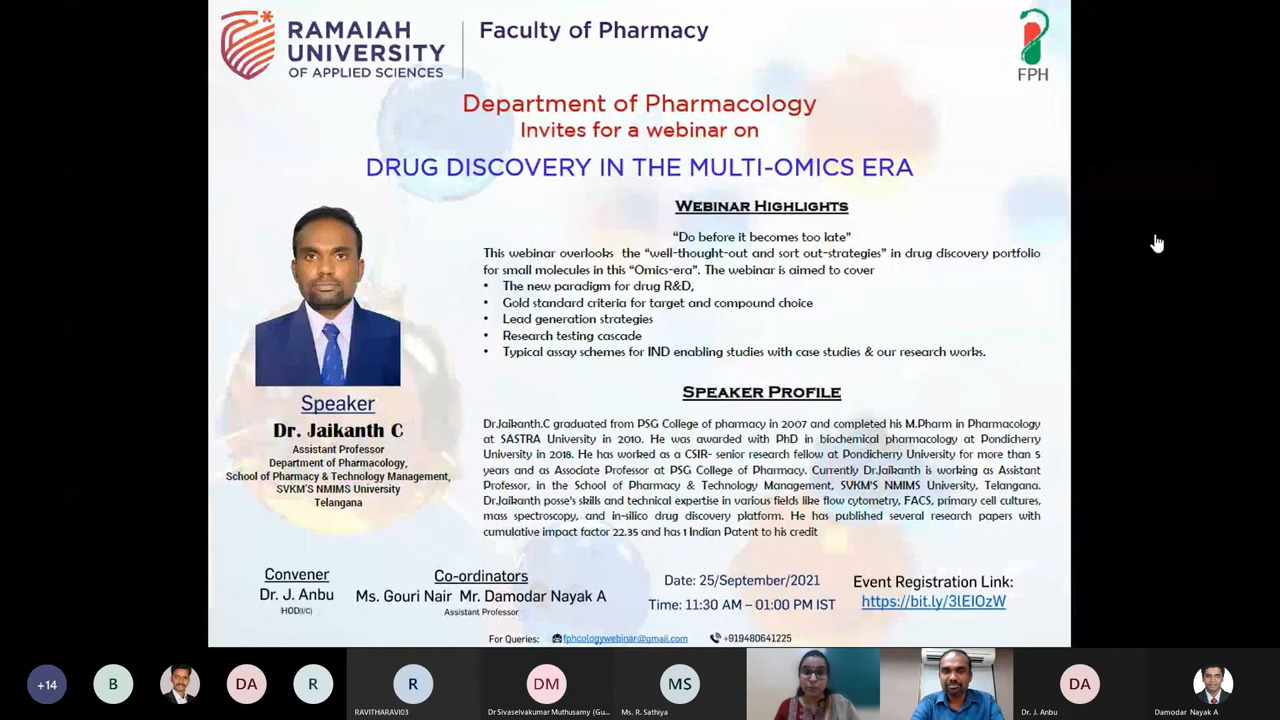 RAMAIAH
UNIVERSITY
OF APPLIED SCIENCES
Faculty of Pharmacy
FPH
Department of Pharmacology
Invites for a webinar on
DRUG DISCOVERY IN THE MULTI-OMICS ERA
WEBINAR HIGHLIGHTS
“Do before it becomes too late”
This webinar overlooks the “well-thought-out and sort out-strategies” in drug discovery portfolio
for small molecules in this “Omics-era”. The webinar is aimed to cover
• The new paradigm for drug R&D,
• Gold standard criteria for target and compound choice
• Lead generation strategies
• Research testing cascade
• Typical assay schemes for IND enabling studies with case studies & our research works.
Speaker
Dr. Jaikanth C
Assistant Professor
Department of Pharmacology,
School of Pharmacy & Technology Management,
SVKM'S NMIMS University
Telangana
SPEAKER PROFILE
Dr.Jaikanth.C graduated from PSG College of pharmacy in 2007 and completed his M.Pharm in Pharmacology
at SASTRA University in 2010. He was awarded with PhD in biochemical pharmacology at Pondicherry
University in 2018. He has worked as a CSIR- senior research fellow at Pondicherry University for more than 5
years and as Associate Professor at PSG College of Pharmacy. Currently Dr.Jaikanth is working as Assistant
Professor, in the School of Pharmacy & Technology Management, SVKM'S NMIMS University, Telangana.
Dr.Jaikanth posse's skills and technical expertise in various fields like flow cytometry, FACS, primary cell cultures,
mass spectroscopy, and in-silico drug discovery platform. He has published several research papers with
cumulative impact factor 22.35 and has 1 Indian Patent to his credit
Convener
Dr. J. Anbu
HOD(I/C)
Co-ordinators
Ms. Gouri Nair Mr. Damodar Nayak A
Assistant Professor
Date: 25/September/2021
Time: 11:30 AM – 01:00 PM IST
Event Registration Link:
https://bit.ly/3lEIOzW
For Queries: fphcologywebinar@gmail.com +919480641225
+14
B
DA
R
R
RAVITHARAVI03
DM
Dr Sivaselvakumar Muthusamy (Gu...
MS
Ms. R. Sathiya
DA
Dr. J. Anbu
Damodar Nayak A